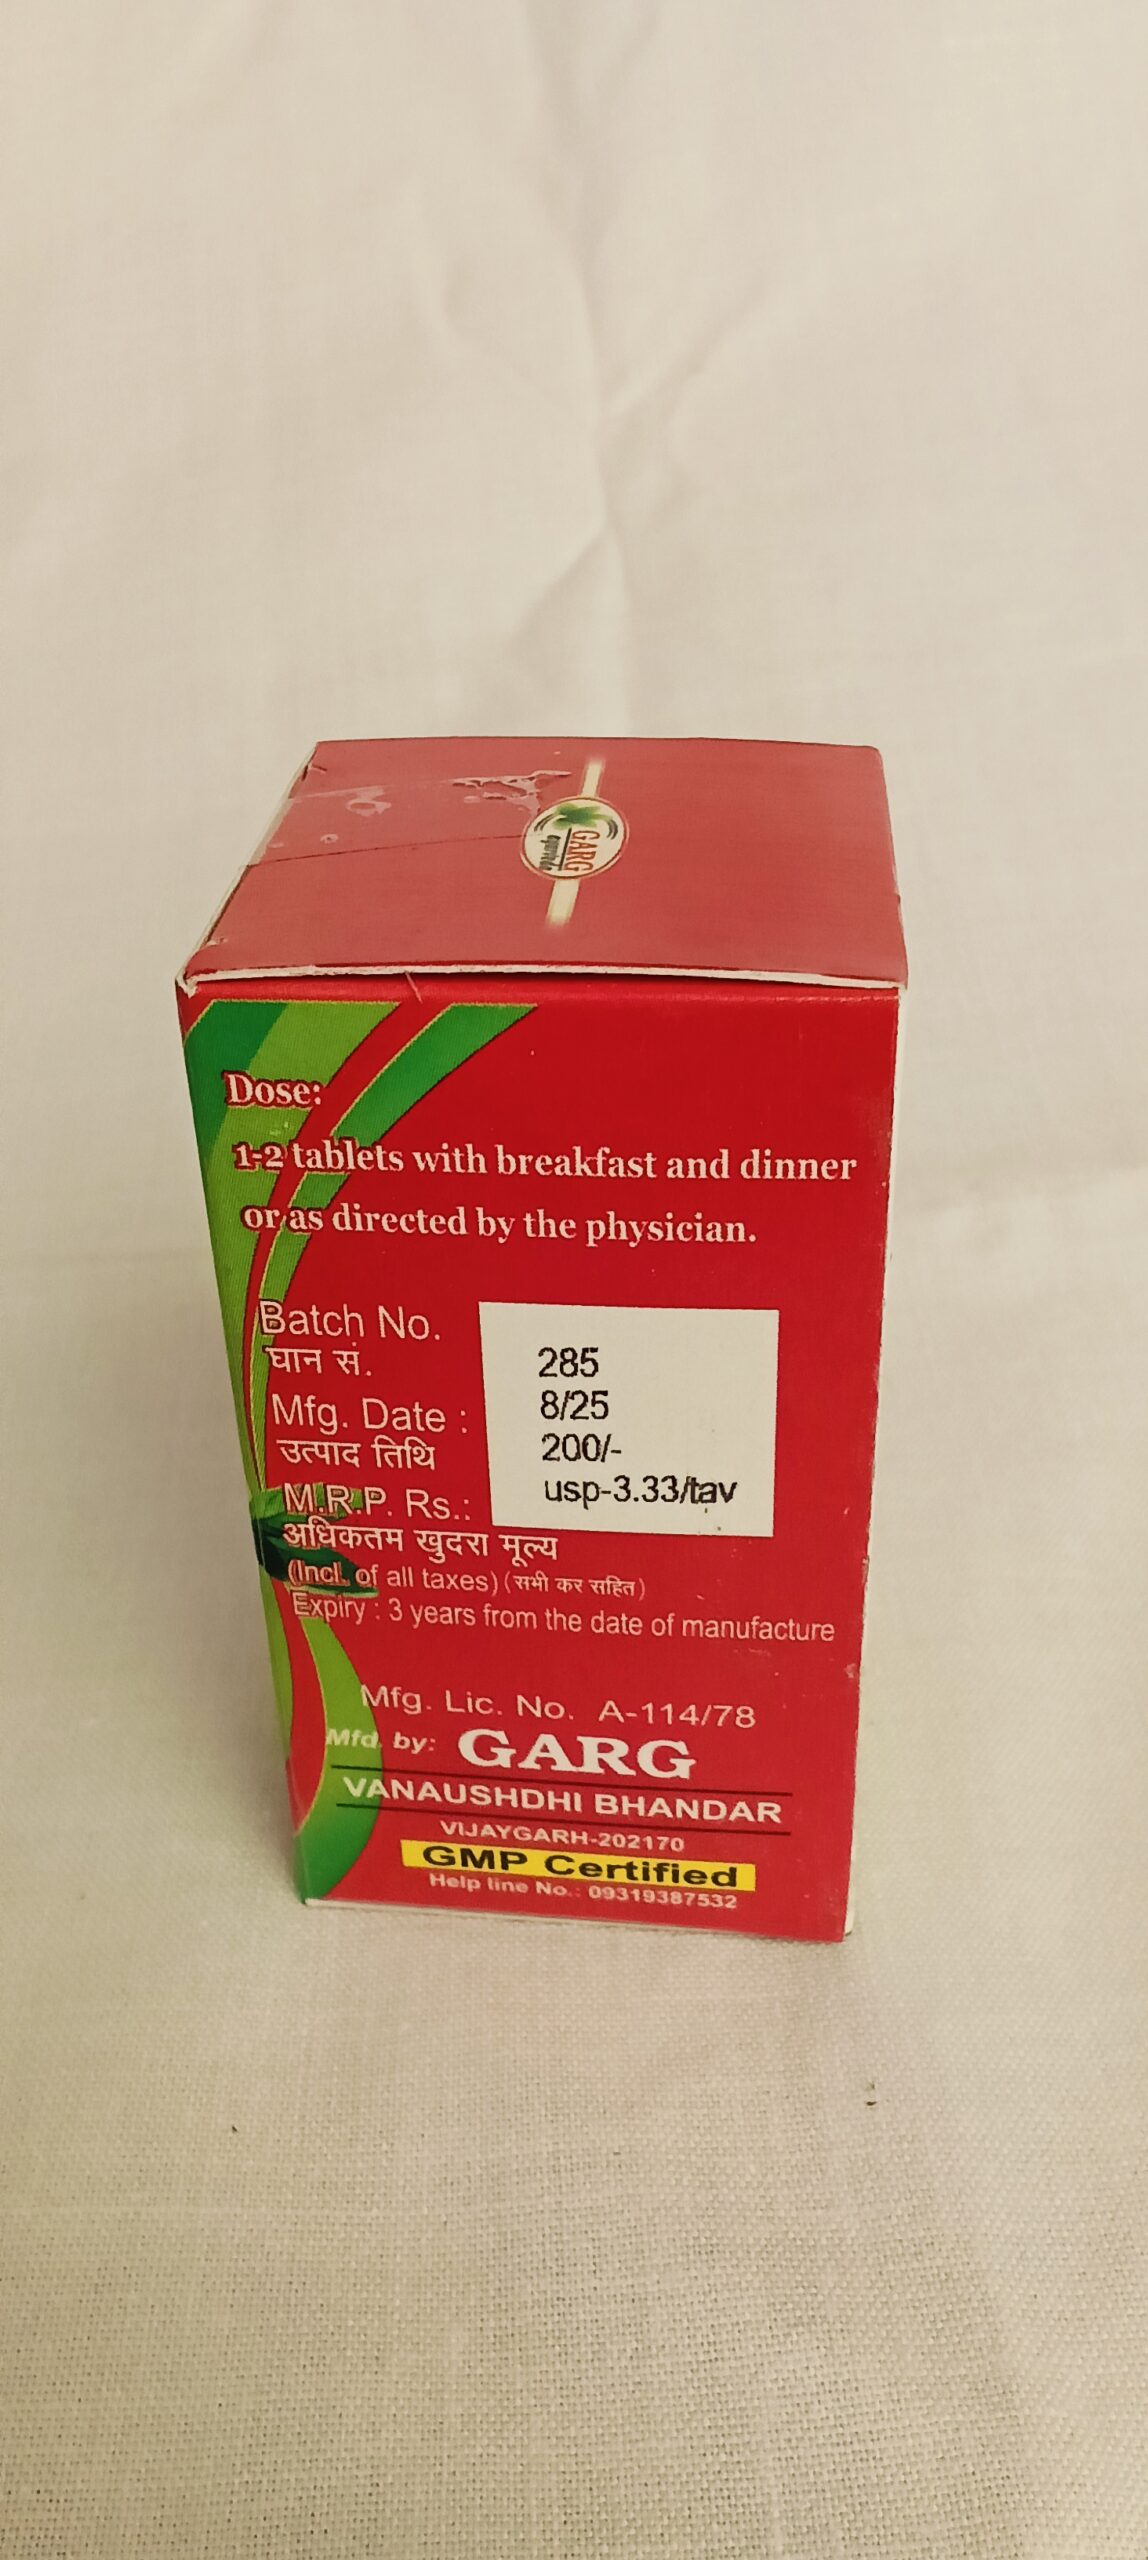 GARG
ayurveda
Dose:
1-2 tablets with breakfast and dinner
or as directed by the physician.
Batch No.
घान सं.
285
Mfg. Date :
8/25
उत्पाद तिथि
200/-
M.R.P. Rs.:
usp-3.33/tav
अधिकतम खुदरा मूल्य
(Incl. of all taxes) (सभी कर सहित)
Expiry : 3 years from the date of manufacture
Mfg. Lic. No. A-114/78
Mfd. by: GARG
VANAUSHDHI BHANDAR
VIJAYGARH-202170
GMP Certified
Help line No.: 09319387532